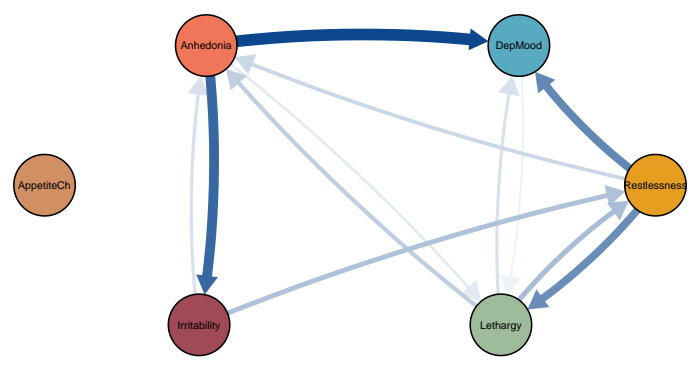 Anhedonia
DepMood
AppetiteCh
Restlessness
Irritability
Lethargy